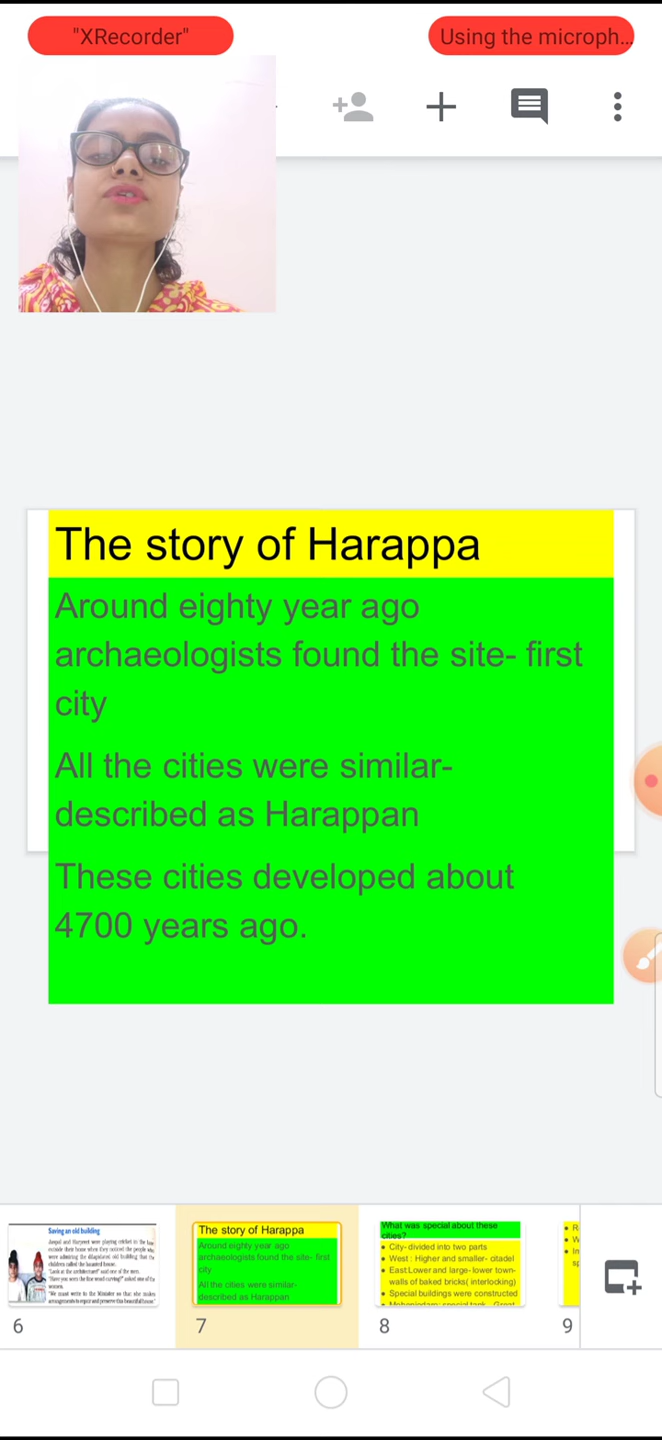 "XRecorder"
Using the microph...
The story of Harappa
Around eighty year ago
archaeologists found the site- first
city
All the cities were similar-
described as Harappan
These cities developed about
4700 years ago.
Saving an old building
The story of Harappa
Around eighty year ago
archaeologists found the site- first
city
All the cities were similar-
described as Harappan
What was special about these
cities?
City- divided into two parts
West : Higher and smaller- citadel
East:Lower and large- lower town-
walls of baked bricks( interlocking)
Special buildings were constructed
6
7
8
9